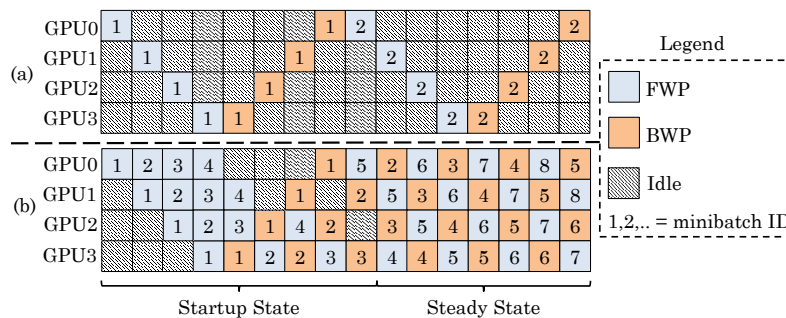 GPU0 1 1 2 2
GPU1 1 1 2 2
(a)
GPU2 1 1 2 2
GPU3 1 1 2 2
GPU0 1 2 3 4 1 5 2 6 3 7 4 8 5
GPU1 1 2 3 4 1 2 5 3 6 4 7 5 8
(b)
GPU2 1 2 3 1 4 2 3 5 4 6 5 7 6
GPU3 1 1 2 2 3 3 4 4 5 5 6 6 7
Startup State
Steady State
Legend
FWP
BWP
Idle
1,2,.. = minibatch ID